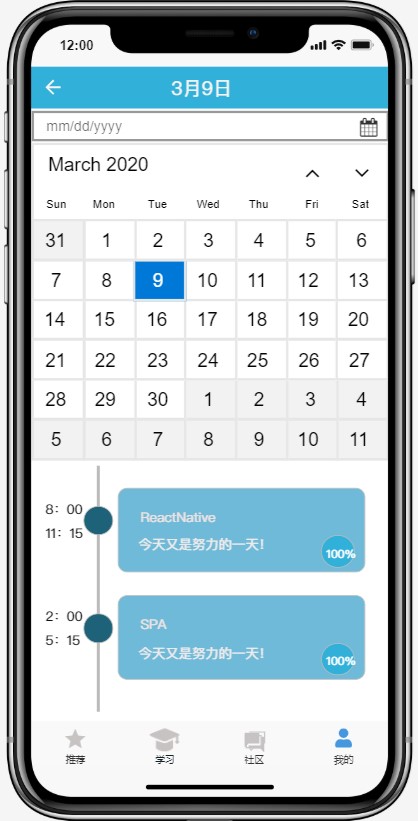 12:00
3月9日
mm/dd/yyyy
March 2020
Sun Mon Tue Wed Thu Fri Sat
31 1 2 3 4 5 6
7 8 9 10 11 12 13
14 15 16 17 18 19 20
21 22 23 24 25 26 27
28 29 30 1 2 3 4
5 6 7 8 9 10 11
8：00
11：15
ReactNative
今天又是努力的一天！
100%
2：00
5：15
SPA
今天又是努力的一天！
100%
推荐 学习 社区 我的